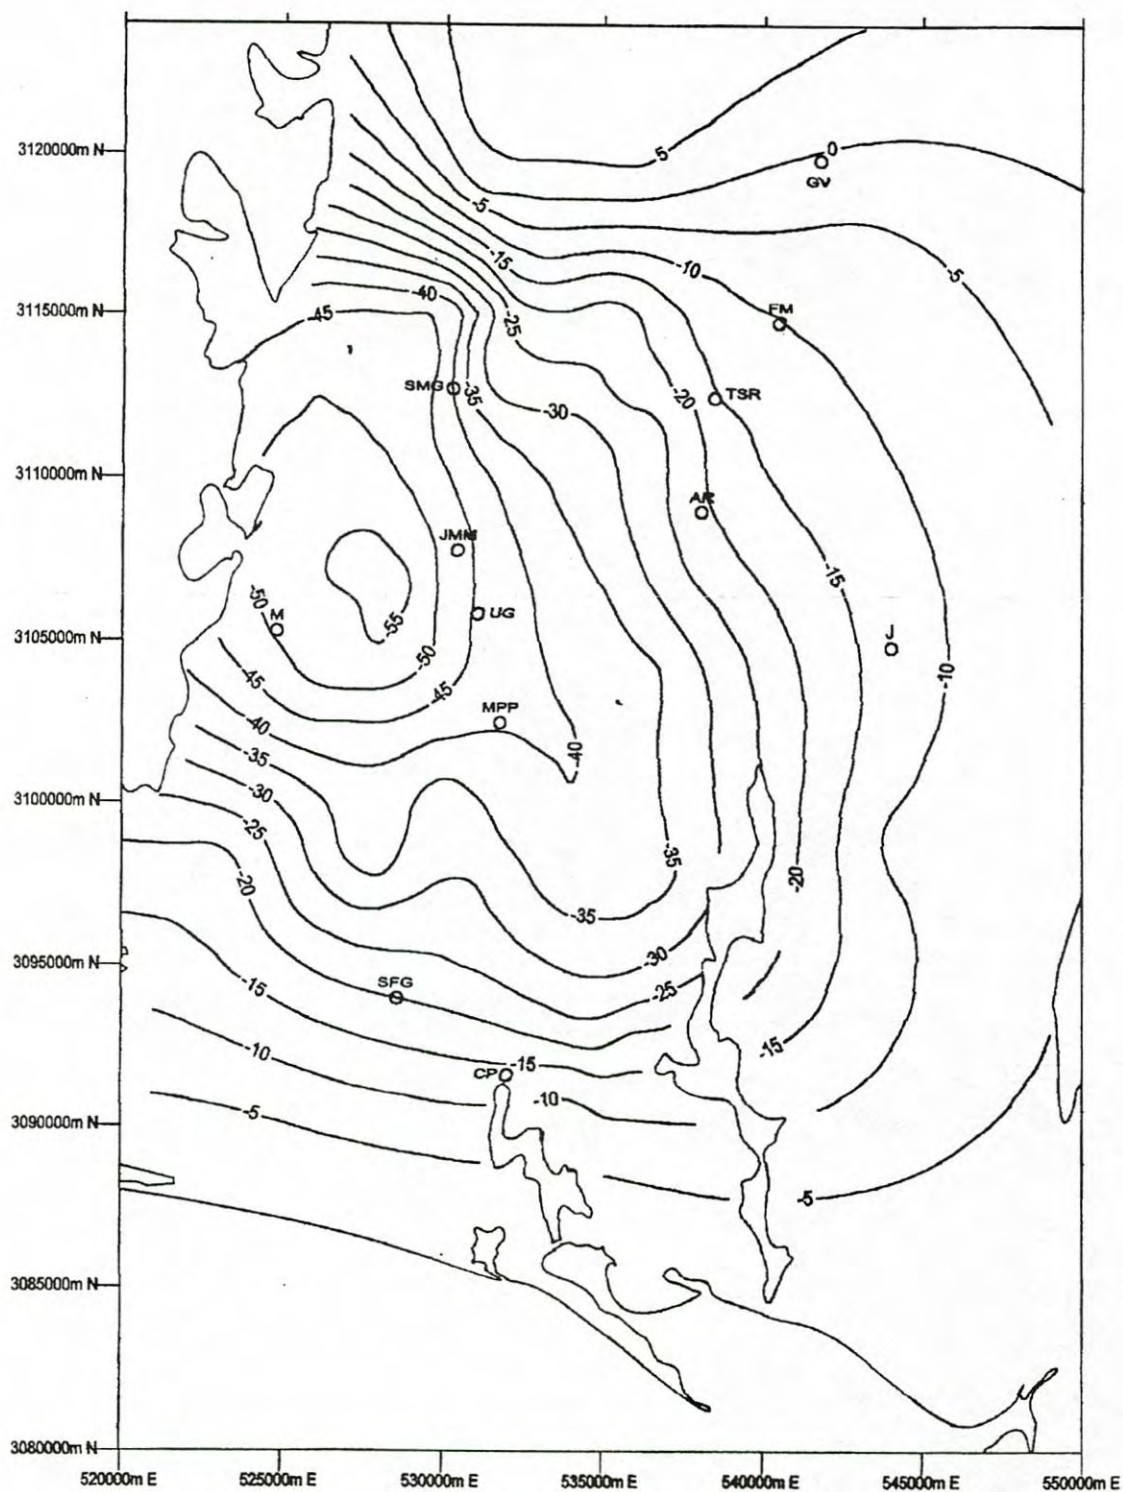 3120000m N
5
0
GV
-5
-5
-15
-10
3115000m N
-40
45
-25
FM
SMG
-35
-20
TSR
-30
3110000m N
AR
JMM
-15
-50
M
-55
UG
J
3105000m N
-50
-10
-45
-45
MPP
-40
-40
-35
3100000m N
-30
-25
-35
-20
-20
-35
3095000m N
-30
SFG
-25
-15
-10
-15
-15
CP
-10
-5
3090000m N
-5
3085000m N
3080000m N
520000m E
525000m E
530000m E
535000m E
540000m E
545000m E
550000m E